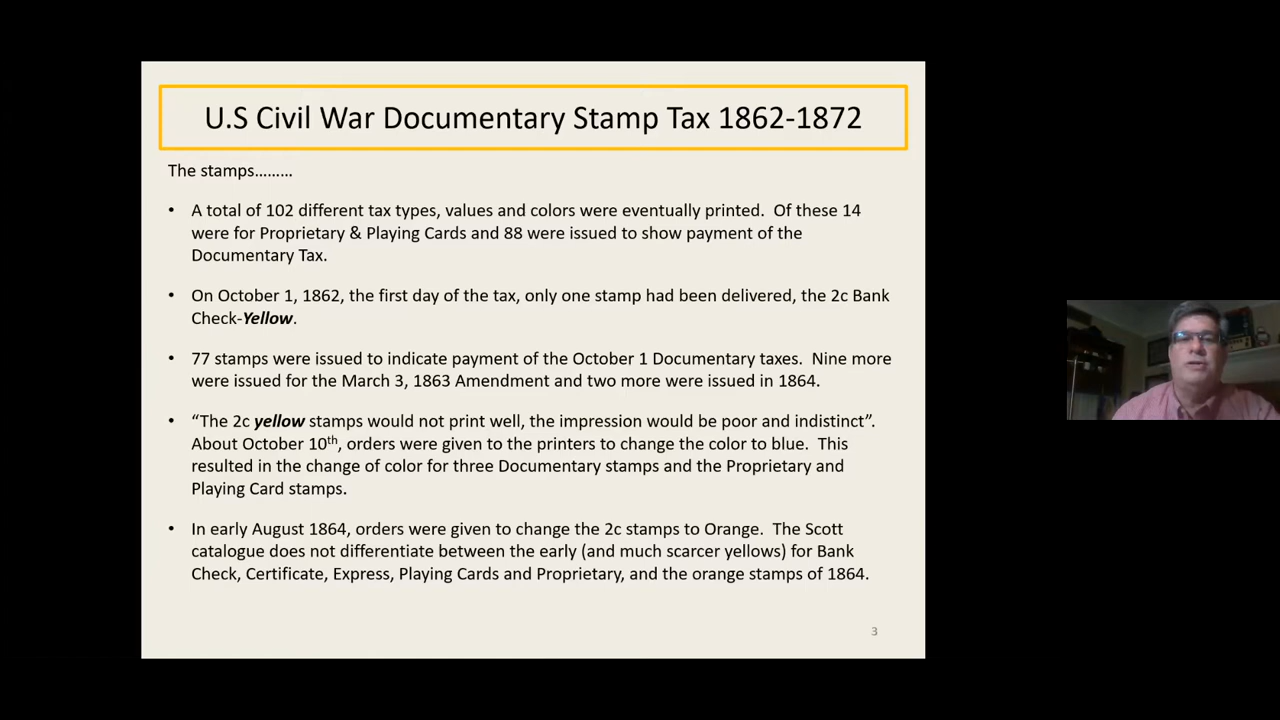 U.S Civil War Documentary Stamp Tax 1862-1872
The stamps………
• A total of 102 different tax types, values and colors were eventually printed.  Of these 14
were for Proprietary & Playing Cards and 88 were issued to show payment of the
Documentary Tax.
• On October 1, 1862, the first day of the tax, only one stamp had been delivered, the 2c Bank
Check-Yellow.
• 77 stamps were issued to indicate payment of the October 1 Documentary taxes.  Nine more
were issued for the March 3, 1863 Amendment and two more were issued in 1864.
• “The 2c yellow stamps would not print well, the impression would be poor and indistinct”.
About October 10th, orders were given to the printers to change the color to blue.  This
resulted in the change of color for three Documentary stamps and the Proprietary and
Playing Card stamps.
• In early August 1864, orders were given to change the 2c stamps to Orange.  The Scott
catalogue does not differentiate between the early (and much scarcer yellows) for Bank
Check, Certificate, Express, Playing Cards and Proprietary, and the orange stamps of 1864.
3